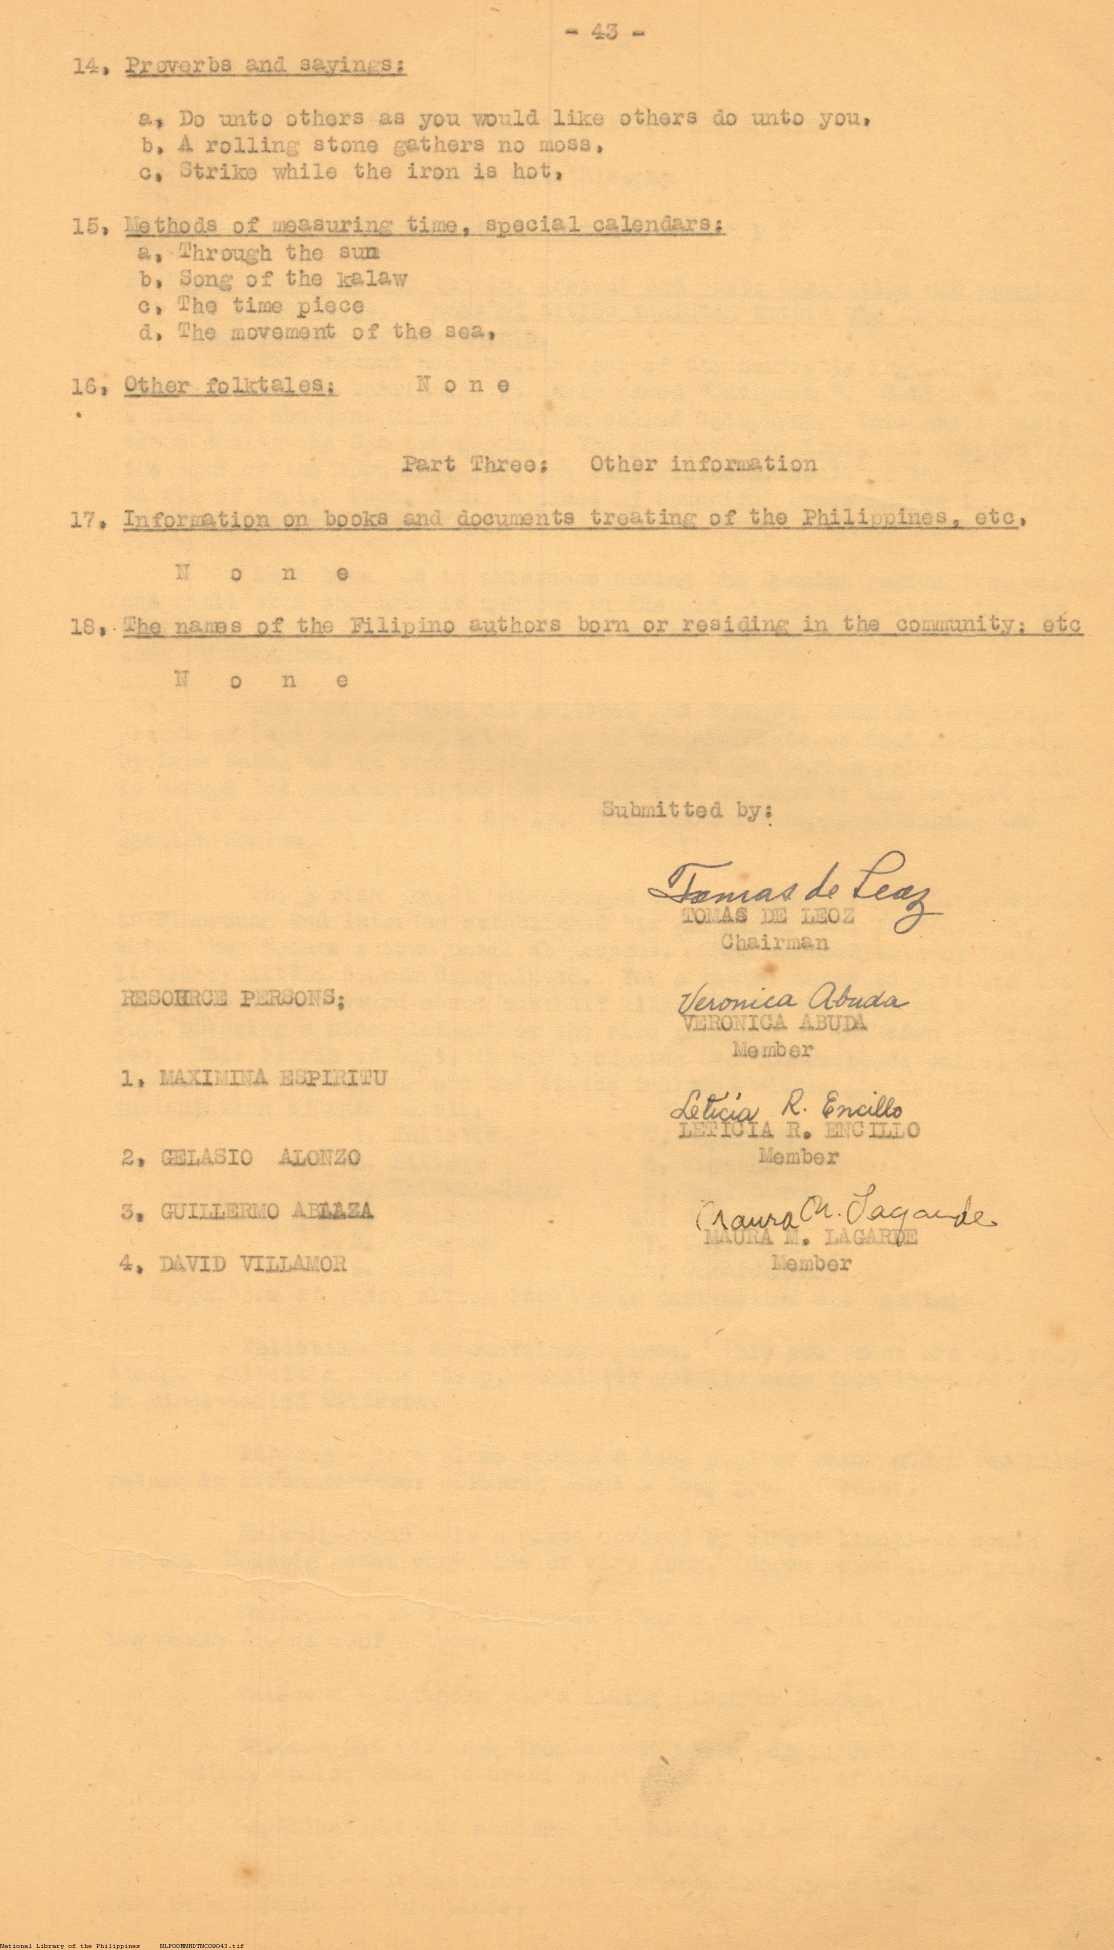 - 43 -
14. Proverbs and sayings:
a. Do unto others as you would like others do unto you.
b. A rolling stone gathers no moss.
c. Strike while the iron is hot.
15. Methods of measuring time, special calendars:
a. Through the sun
b. Song of the kalaw
c. The time piece
d. The movement of the sea.
16. Other folktales: N o n e
Part Three: Other information
17. Information on books and documents treating of the Philippines, etc.
N o n e
18. The names of the Filipino authors born or residing in the community: etc
N o n e
Submitted by:
Tomas de Leoz
TOMAS DE LEOZ
Chairman
RESOURCE PERSONS:
Veronica Abuda
VERONICA ABUDA
Member
1. MAXIMINA ESPIRITU
Leticia R. Encillo
LETICIA R. ENCILLO
Member
2. GELASIO ALONZO
3. GUILLERMO ABLAZA
Maura M. Lagarde
MAURA M. LAGARDE
Member
4. DAVID VILLAMOR
National Library of the Philippines